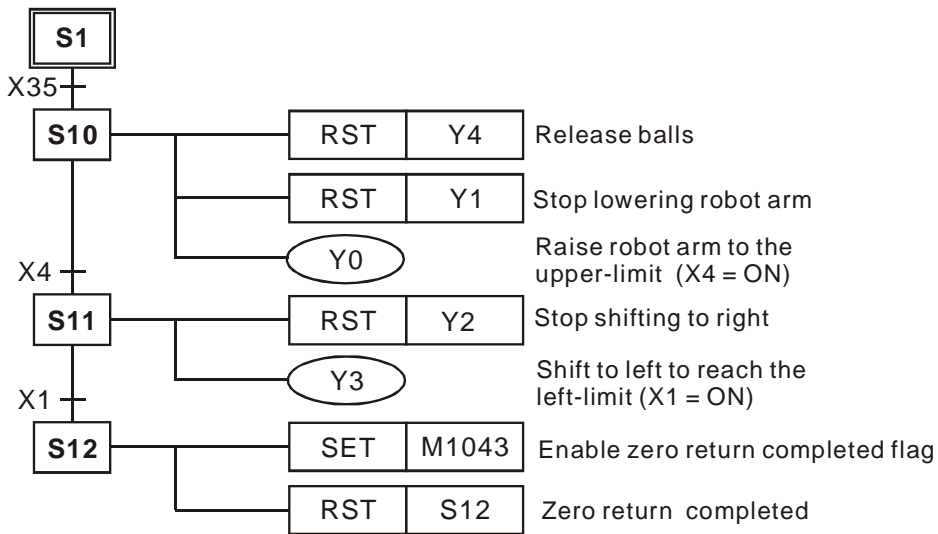 S1
X35
S10
RST Y4 Release balls
RST Y1 Stop lowering robot arm
Y0
Raise robot arm to the
upper-limit (X4 = ON)
X4
S11
RST Y2 Stop shifting to right
Y3
Shift to left to reach the
left-limit (X1 = ON)
X1
S12
SET M1043 Enable zero return completed flag
RST S12 Zero return completed